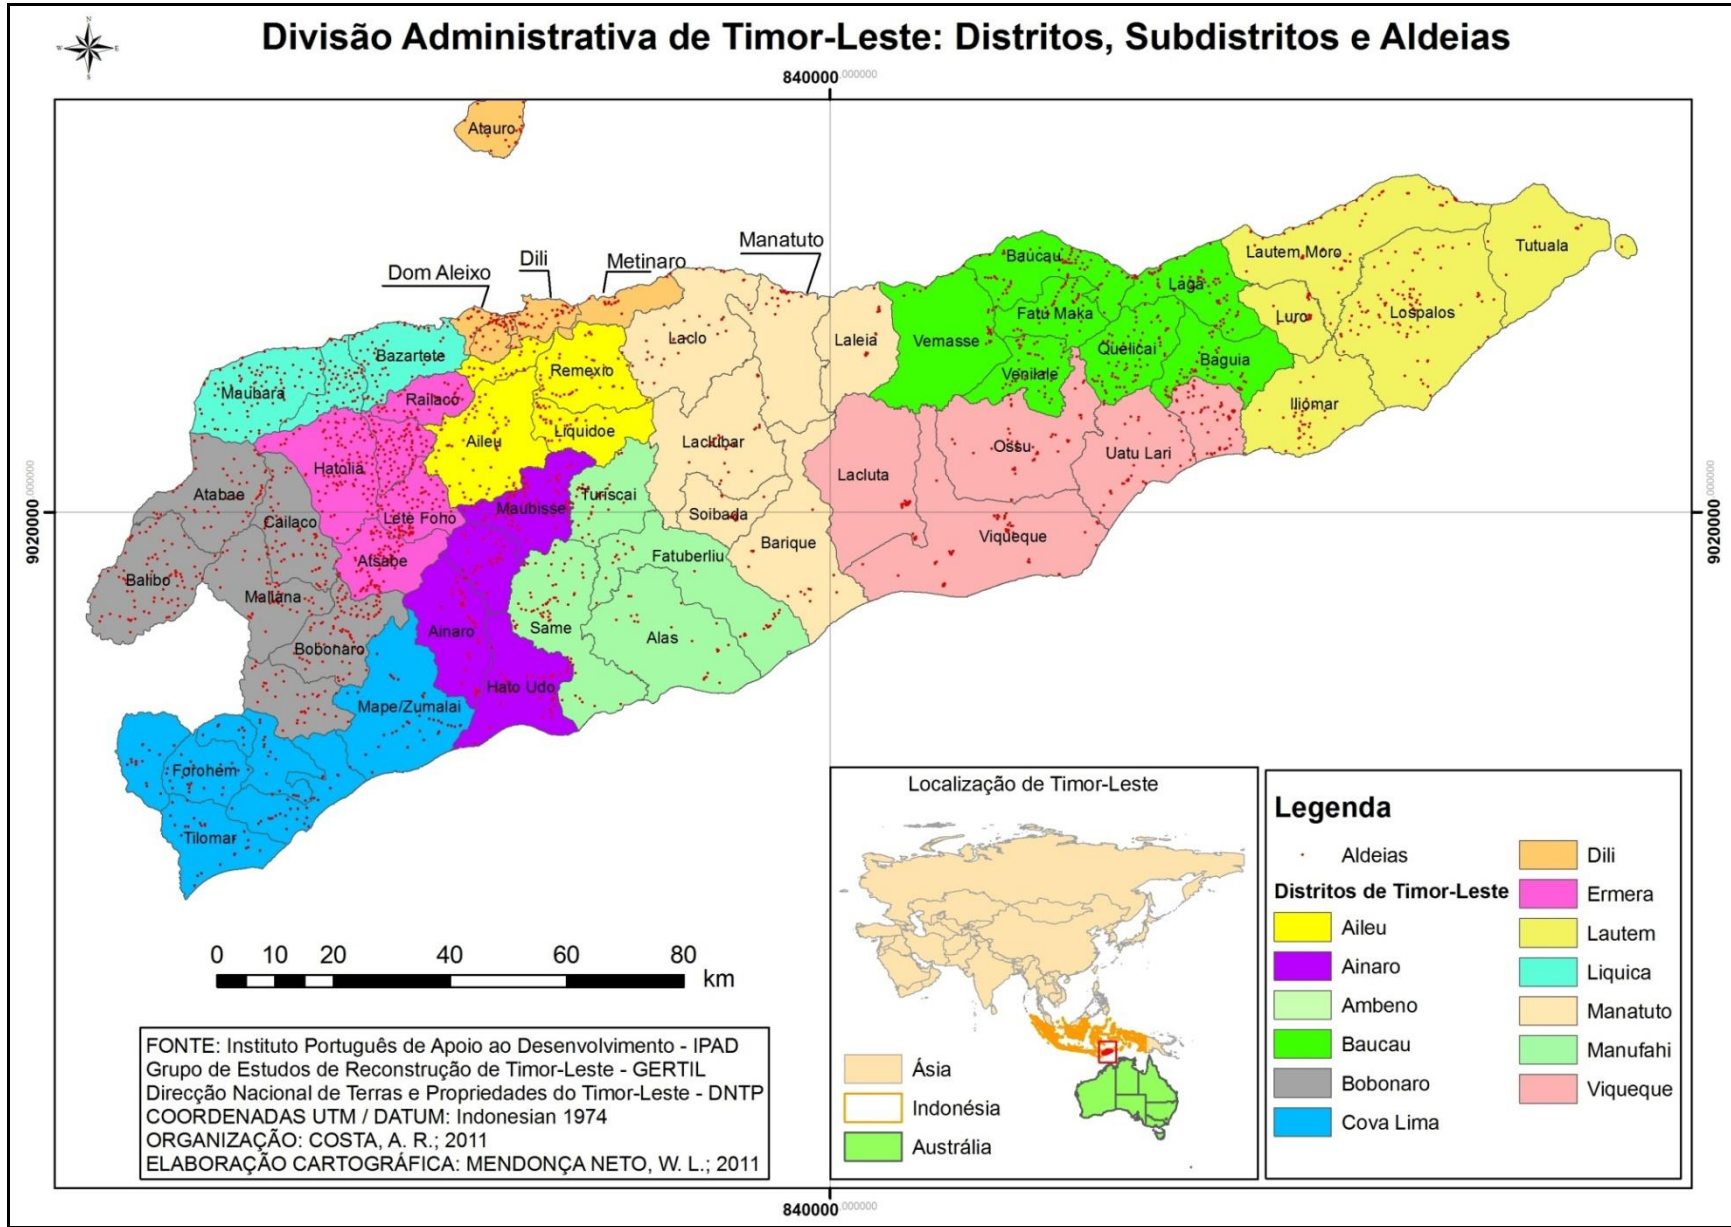 Divisão Administrativa de Timor-Leste: Distritos, Subdistritos e Aldeias
N
W
E
S
840000,000000
Atauro
Manatuto
Dili
Metinaro
Dom Aleixo
Baucau
Lautem Moro
Tutuala
Laga
Fatu Maka
Luro
Lospalos
Laclo
Laleia
Vemasse
Quelicai
Baguia
Venilale
Bazartete
Remexio
Maubara
Railaco
Iliomar
Liquidoe
Aileu
Laclubar
Ossu
Uatu Lari
Hatolia
Lacluta
Atabae
Turiscai
Maubisse
Soibada
Lete Foho
Cailaco
9020000,000000
9020000,000000
Viqueque
Barique
Fatuberliu
Atsabe
Balibo
Maliana
Ainaro
Same
Alas
Bobonaro
Hato Udo
Mape/Zumalai
Forohem
Tilomar
Localização de Timor-Leste
Ásia
Indonésia
Austrália
Legenda
Aldeias
Distritos de Timor-Leste
Aileu
Ainaro
Ambeno
Baucau
Bobonaro
Cova Lima
Dili
Ermera
Lautem
Liquica
Manatuto
Manufahi
Viqueque
0 10 20 40 60 80
km
FONTE: Instituto Português de Apoio ao Desenvolvimento - IPAD
Grupo de Estudos de Reconstrução de Timor-Leste - GERTIL
Direcção Nacional de Terras e Propriedades do Timor-Leste - DNTP
COORDENADAS UTM / DATUM: Indonesian 1974
ORGANIZAÇÃO: COSTA, A. R.; 2011
ELABORAÇÃO CARTOGRÁFICA: MENDONÇA NETO, W. L.; 2011
840000,000000